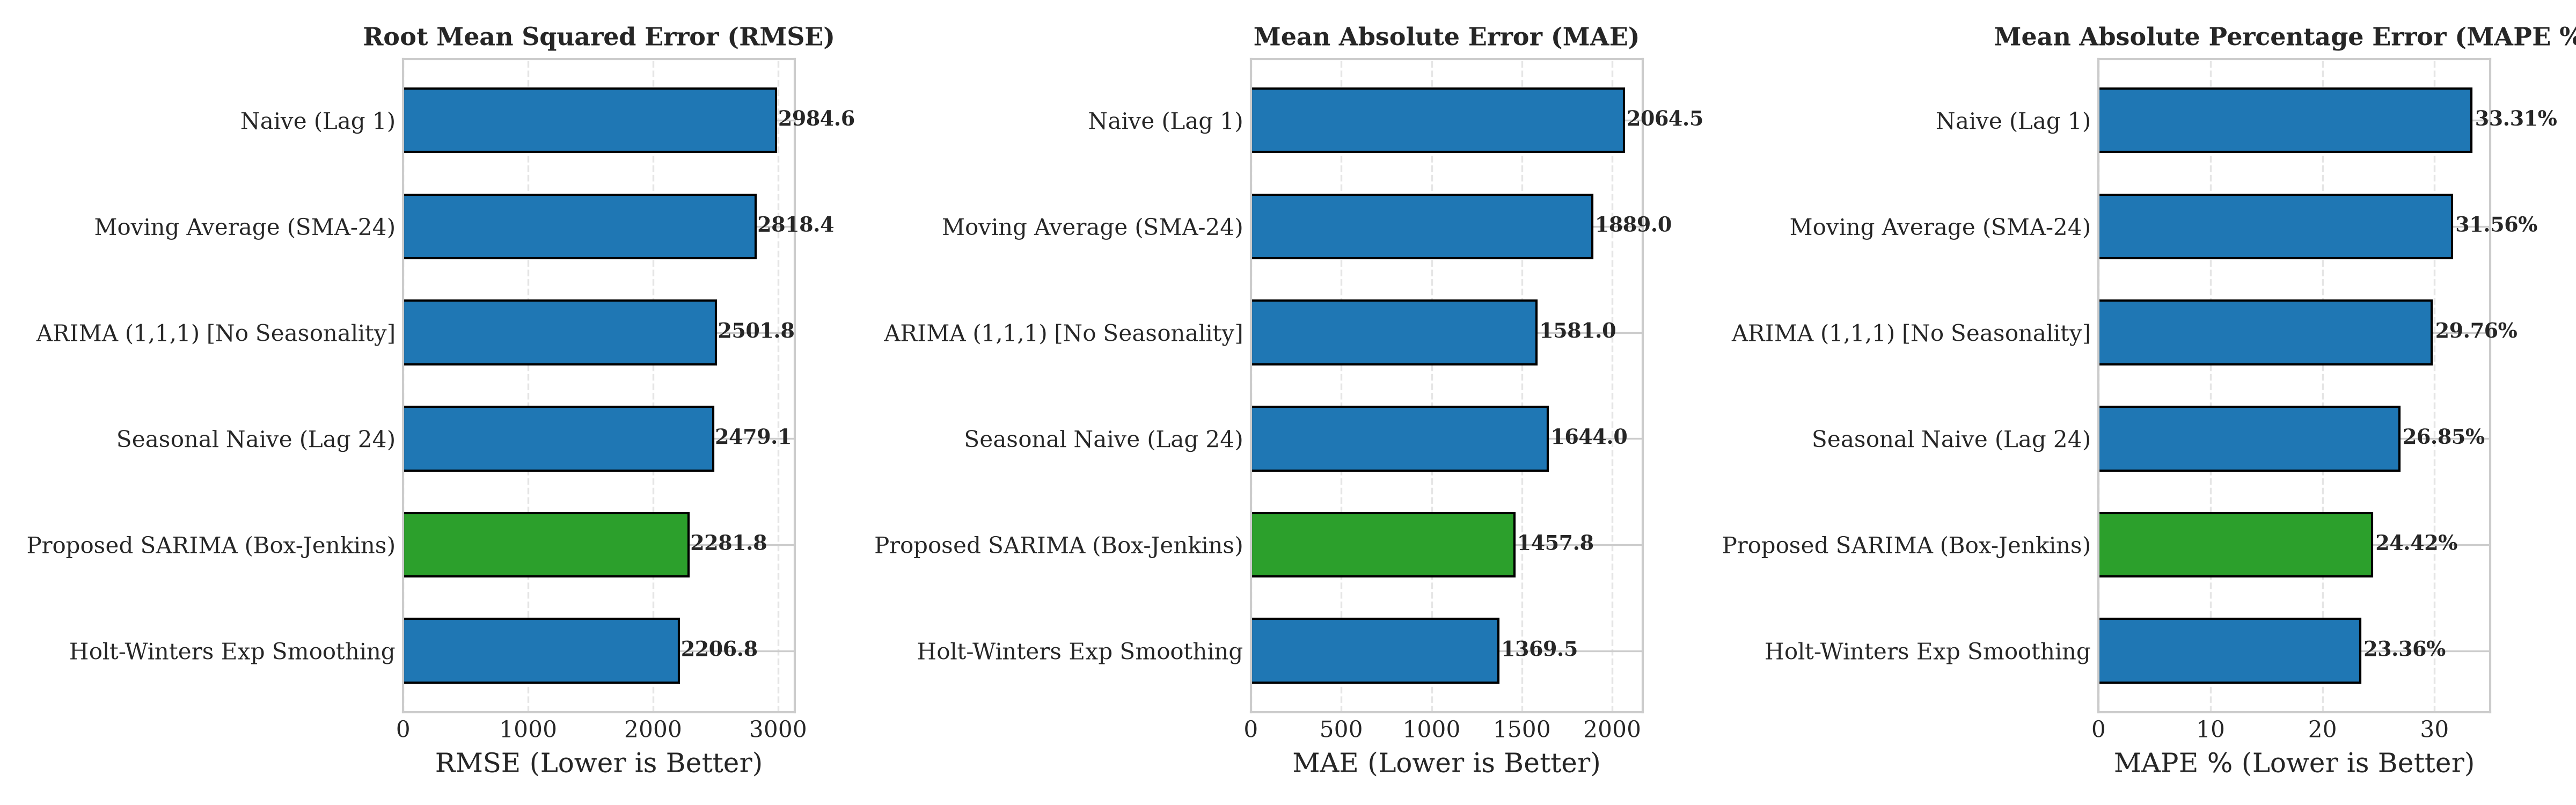 Root Mean Squared Error (RMSE)
Naive (Lag 1)
2984.6
Moving Average (SMA-24)
2818.4
ARIMA (1,1,1) [No Seasonality]
2501.8
Seasonal Naive (Lag 24)
2479.1
Proposed SARIMA (Box-Jenkins)
2281.8
Holt-Winters Exp Smoothing
2206.8
0 1000 2000 3000
RMSE (Lower is Better)
Mean Absolute Error (MAE)
Naive (Lag 1)
2064.5
Moving Average (SMA-24)
1889.0
ARIMA (1,1,1) [No Seasonality]
1581.0
Seasonal Naive (Lag 24)
1644.0
Proposed SARIMA (Box-Jenkins)
1457.8
Holt-Winters Exp Smoothing
1369.5
0 500 1000 1500 2000
MAE (Lower is Better)
Mean Absolute Percentage Error (MAPE %
Naive (Lag 1)
33.31%
Moving Average (SMA-24)
31.56%
ARIMA (1,1,1) [No Seasonality]
29.76%
Seasonal Naive (Lag 24)
26.85%
Proposed SARIMA (Box-Jenkins)
24.42%
Holt-Winters Exp Smoothing
23.36%
0 10 20 30
MAPE % (Lower is Better)